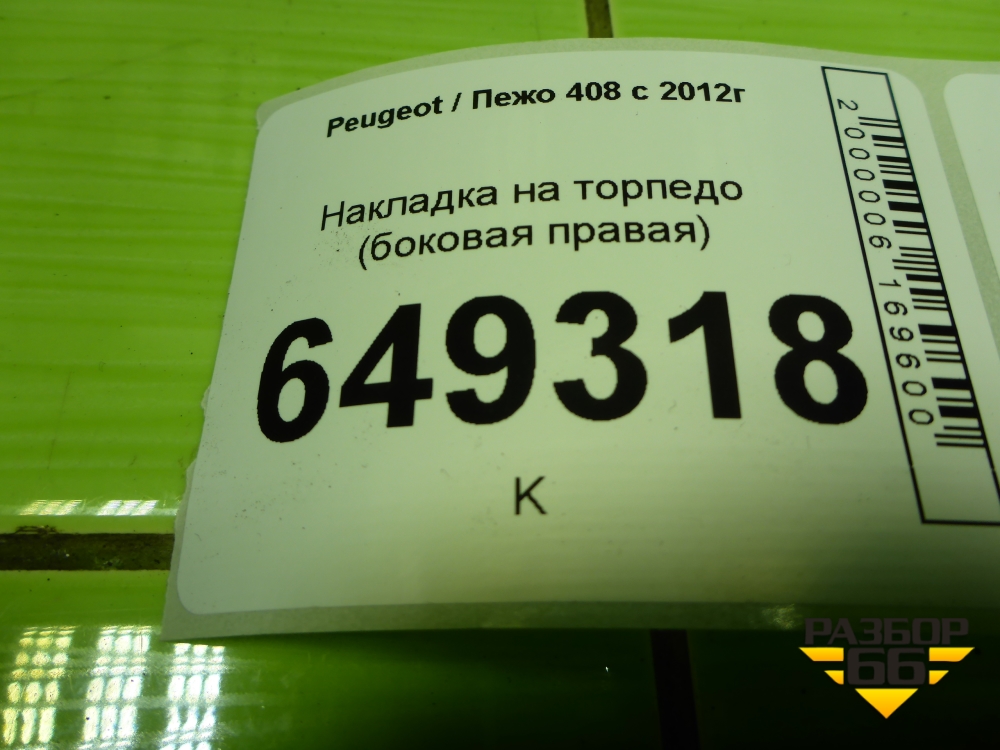 Peugeot / Пежо 408 с 2012г
Накладка на торпедо
(боковая правая)
649318
К
2000006169600
РАЗБОР
66